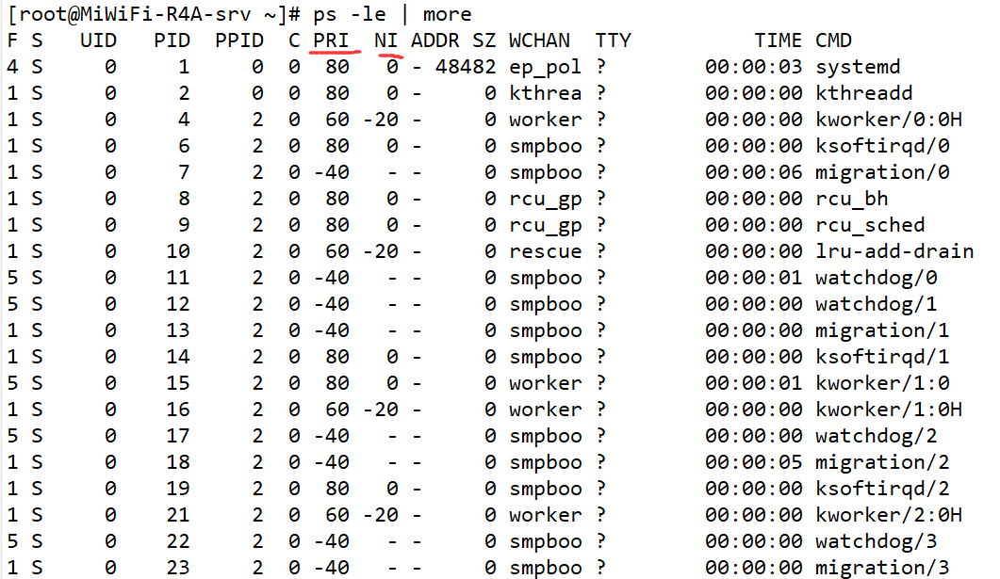 [root@MiWiFi-R4A-srv ~]# ps -le | more
F S   UID    PID   PPID  C PRI  NI ADDR SZ WCHAN  TTY          TIME CMD
4 S     0      1      0  0  80   0 - 48482 ep_pol ?        00:00:03 systemd
1 S     0      2      0  0  80   0 -     0 kthrea ?        00:00:00 kthreadd
1 S     0      4      2  0  60 -20 -     0 worker ?        00:00:00 kworker/0:0H
1 S     0      6      2  0  80   0 -     0 smpboo ?        00:00:00 ksoftirqd/0
1 S     0      7      2  0 -40   - -     0 smpboo ?        00:00:06 migration/0
1 S     0      8      2  0  80   0 -     0 rcu_gp ?        00:00:00 rcu_bh
1 S     0      9      2  0  80   0 -     0 rcu_gp ?        00:00:00 rcu_sched
1 S     0     10      2  0  60 -20 -     0 rescue ?        00:00:00 lru-add-drain
5 S     0     11      2  0 -40   - -     0 smpboo ?        00:00:01 watchdog/0
5 S     0     12      2  0 -40   - -     0 smpboo ?        00:00:00 watchdog/1
1 S     0     13      2  0 -40   - -     0 smpboo ?        00:00:00 migration/1
1 S     0     14      2  0  80   0 -     0 smpboo ?        00:00:00 ksoftirqd/1
5 S     0     15      2  0  80   0 -     0 worker ?        00:00:01 kworker/1:0
1 S     0     16      2  0  60 -20 -     0 worker ?        00:00:00 kworker/1:0H
5 S     0     17      2  0 -40   - -     0 smpboo ?        00:00:00 watchdog/2
1 S     0     18      2  0 -40   - -     0 smpboo ?        00:00:05 migration/2
1 S     0     19      2  0  80   0 -     0 smpboo ?        00:00:00 ksoftirqd/2
1 S     0     21      2  0  60 -20 -     0 worker ?        00:00:00 kworker/2:0H
5 S     0     22      2  0 -40   - -     0 smpboo ?        00:00:00 watchdog/3
1 S     0     23      2  0 -40   - -     0 smpboo ?        00:00:00 migration/3